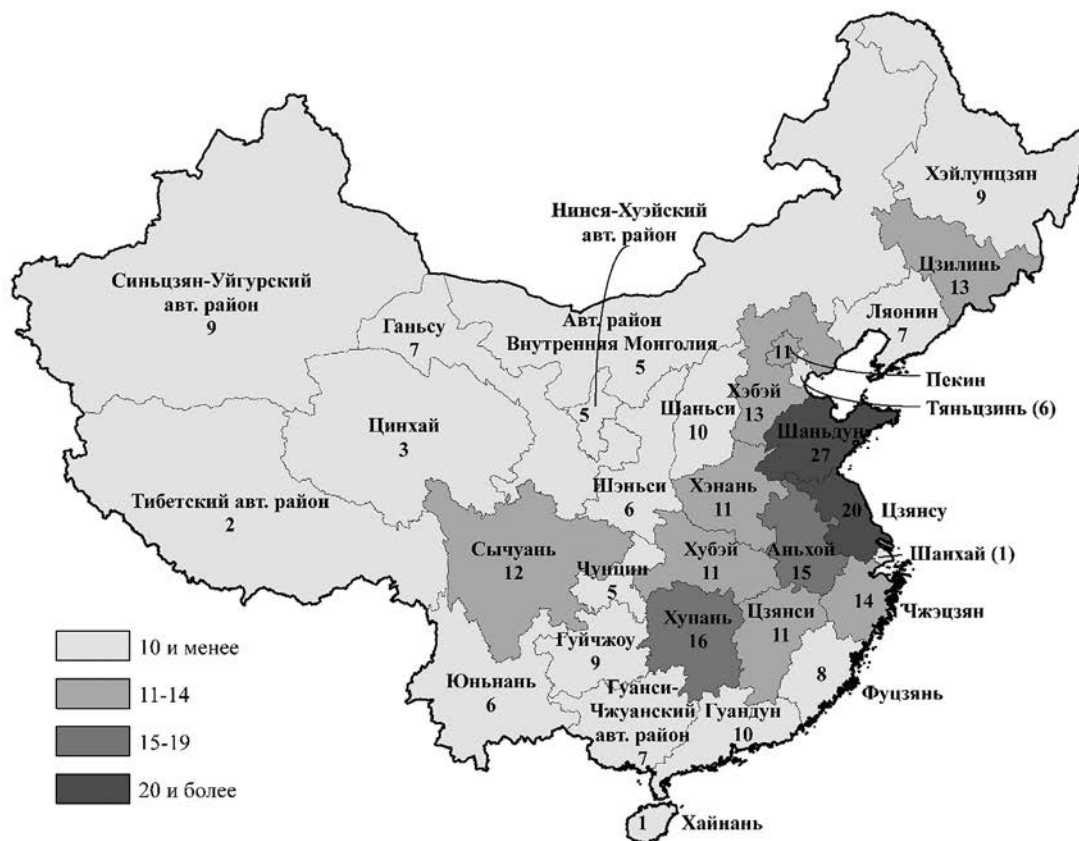 Хэйлунцзян
9
Нинся-Хуэйский
авт. район
Цзилинь
13
Синьцзян-Уйгурский
авт. район
9
Ганьсу
7
Авт. район
Внутренняя Монголия
5
Ляонин
7
11
Пекин
Хэбэй
13
Тяньцзинь (6)
5
Шаньси
10
Цинхай
3
Шаньдун
27
Тибетский авт. район
2
Шэньси
6
Хэнань
11
20
Цзянсу
Сычуань
12
Чунцин
5
Хубэй
11
Аньхой
15
Шанхай (1)
14
Чжэцзян
Хунань
16
Цзянси
11
Гуйчжоу
9
8
Фуцзянь
Юньнань
6
Гуанси-
Чжуанский
авт. район
7
Гуандун
10
1
Хайнань
10 и менее
11-14
15-19
20 и более